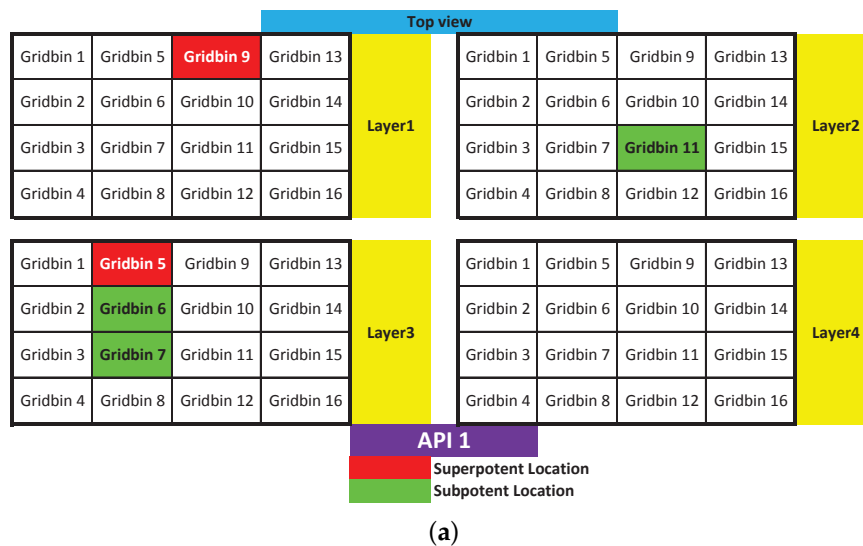 Top view
Gridbin 1 Gridbin 5 Gridbin 9 Gridbin 13
Gridbin 2 Gridbin 6 Gridbin 10 Gridbin 14
Gridbin 3 Gridbin 7 Gridbin 11 Gridbin 15
Gridbin 4 Gridbin 8 Gridbin 12 Gridbin 16
Layer1
Gridbin 1 Gridbin 5 Gridbin 9 Gridbin 13
Gridbin 2 Gridbin 6 Gridbin 10 Gridbin 14
Gridbin 3 Gridbin 7 Gridbin 11 Gridbin 15
Gridbin 4 Gridbin 8 Gridbin 12 Gridbin 16
Layer2
Gridbin 1 Gridbin 5 Gridbin 9 Gridbin 13
Gridbin 2 Gridbin 6 Gridbin 10 Gridbin 14
Gridbin 3 Gridbin 7 Gridbin 11 Gridbin 15
Gridbin 4 Gridbin 8 Gridbin 12 Gridbin 16
Layer3
Gridbin 1 Gridbin 5 Gridbin 9 Gridbin 13
Gridbin 2 Gridbin 6 Gridbin 10 Gridbin 14
Gridbin 3 Gridbin 7 Gridbin 11 Gridbin 15
Gridbin 4 Gridbin 8 Gridbin 12 Gridbin 16
Layer4
API 1
Superpotent Location
Subpotent Location
(a)